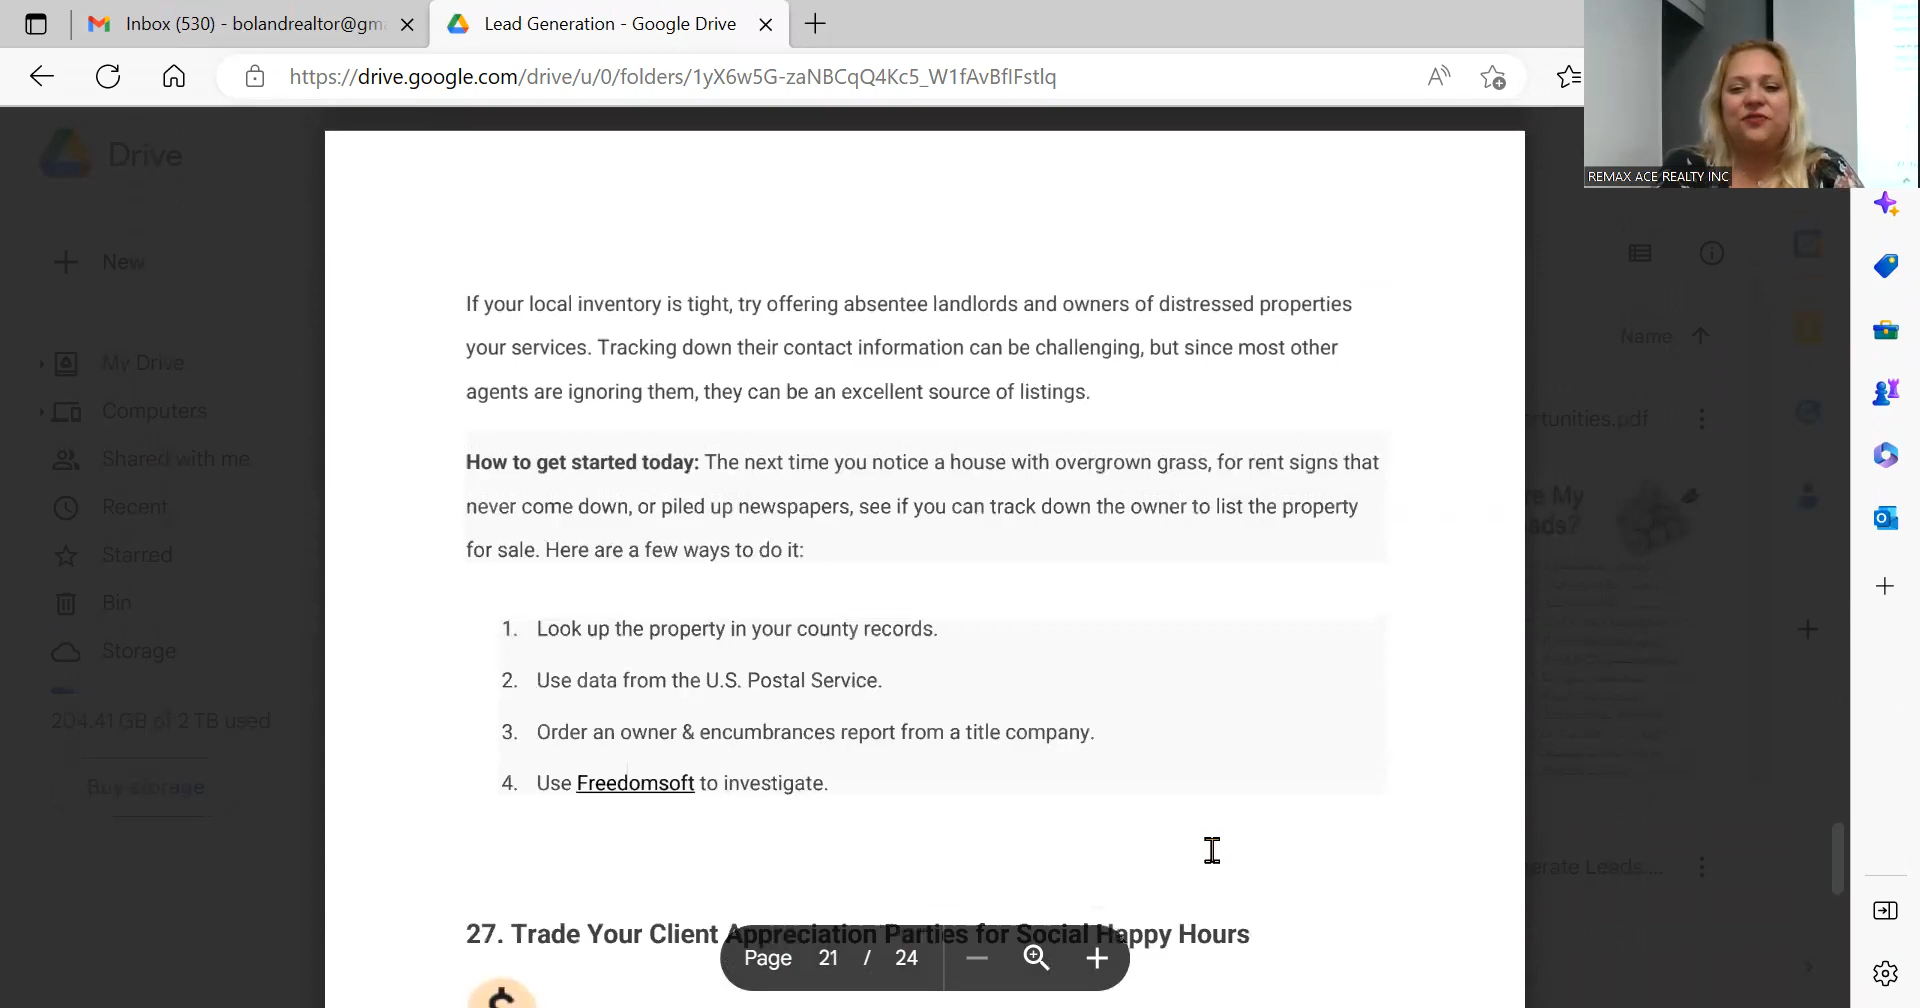 Inbox (530) - bolandrealtor@gm
Lead Generation - Google Drive
https://drive.google.com/drive/u/0/folders/1yX6w5G-zaNBCqQ4Kc5_W1fAvBfIFstlq
REMAX ACE REALTY INC
Drive
New
My Drive
Computers
Shared with me
Recent
Starred
Bin
Storage
204.41 GB of 2 TB used
Buy storage
Name
If your local inventory is tight, try offering absentee landlords and owners of distressed properties
your services. Tracking down their contact information can be challenging, but since most other
agents are ignoring them, they can be an excellent source of listings.
How to get started today: The next time you notice a house with overgrown grass, for rent signs that
never come down, or piled up newspapers, see if you can track down the owner to list the property
for sale. Here are a few ways to do it:
1. Look up the property in your county records.
2. Use data from the U.S. Postal Service.
3. Order an owner & encumbrances report from a title company.
4. Use Freedomsoft to investigate.
27. Trade Your Client Appreciation Parties for Social Happy Hours
$
Page 21 / 24
rtunities.pdf
re My
ads?
erate Leads....